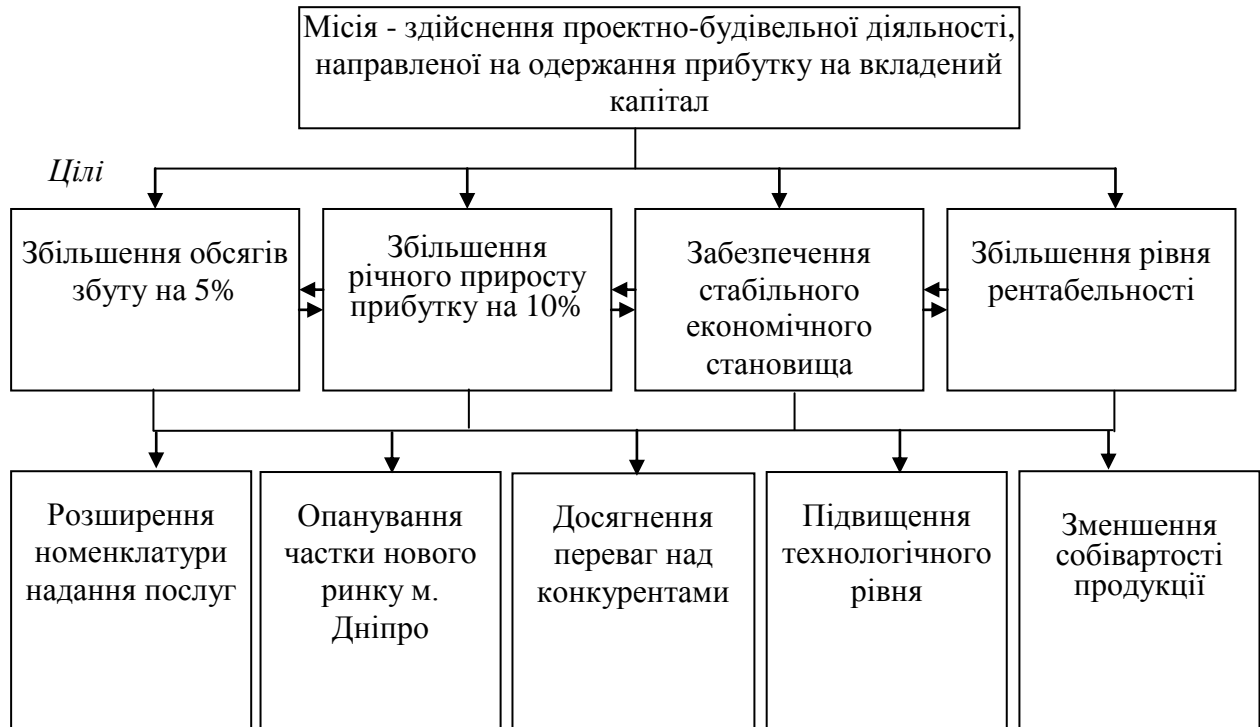 Місія - здійснення проектно-будівельної діяльності,
направленої на одержання прибутку на вкладений
капітал
Цілі
Збільшення обсягів
збуту на 5%
Збільшення
річного приросту
прибутку на 10%
Забезпечення
стабільного
економічного
становища
Збільшення рівня
рентабельності
Розширення
номенклатури
надання послуг
Опанування
частки нового
ринку м.
Дніпро
Досягнення
переваг над
конкурентами
Підвищення
технологічного
рівня
Зменшення
собівартості
продукції